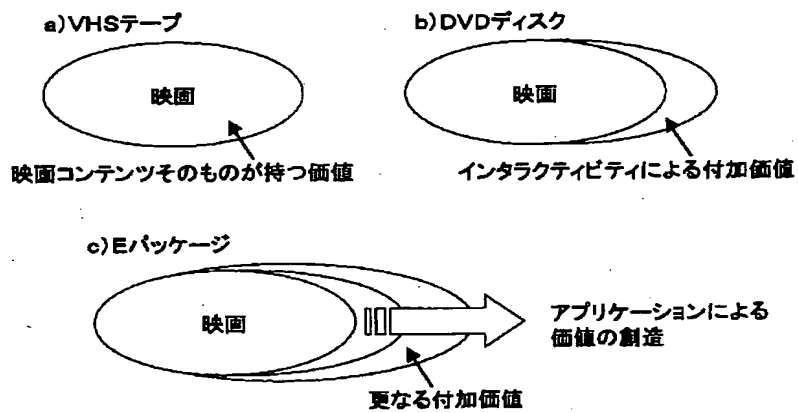 a)VHSテープ
映画
映画コンテンツそのものが持つ価値
b)DVDディスク
映画
インタラクティビティによる付加価値
c)Eパッケージ
映画
アプリケーションによる
価値の創造
更なる付加価値